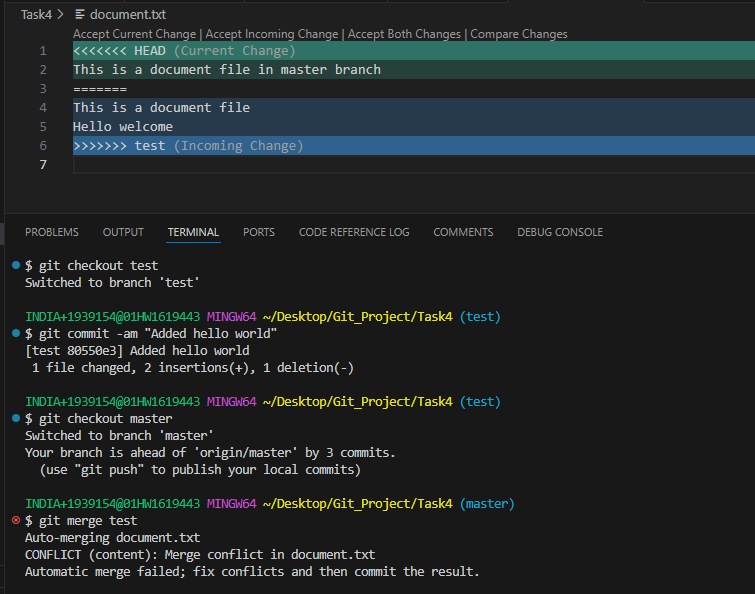 Task4 > document.txt
Accept Current Change | Accept Incoming Change | Accept Both Changes | Compare Changes
1 <<<<<<< HEAD (Current Change)
2 This is a document file in master branch
3 =======
4 This is a document file
5 Hello welcome
6 >>>>>>> test (Incoming Change)
7
PROBLEMS OUTPUT TERMINAL PORTS CODE REFERENCE LOG COMMENTS DEBUG CONSOLE
$ git checkout test
Switched to branch 'test'
INDIA+1939154@01HW1619443 MINGW64 ~/Desktop/Git_Project/Task4 (test)
$ git commit -am "Added hello world"
[test 80550e3] Added hello world
1 file changed, 2 insertions(+), 1 deletion(-)
INDIA+1939154@01HW1619443 MINGW64 ~/Desktop/Git_Project/Task4 (test)
$ git checkout master
Switched to branch 'master'
Your branch is ahead of 'origin/master' by 3 commits.
(use "git push" to publish your local commits)
INDIA+1939154@01HW1619443 MINGW64 ~/Desktop/Git_Project/Task4 (master)
$ git merge test
Auto-merging document.txt
CONFLICT (content): Merge conflict in document.txt
Automatic merge failed; fix conflicts and then commit the result.